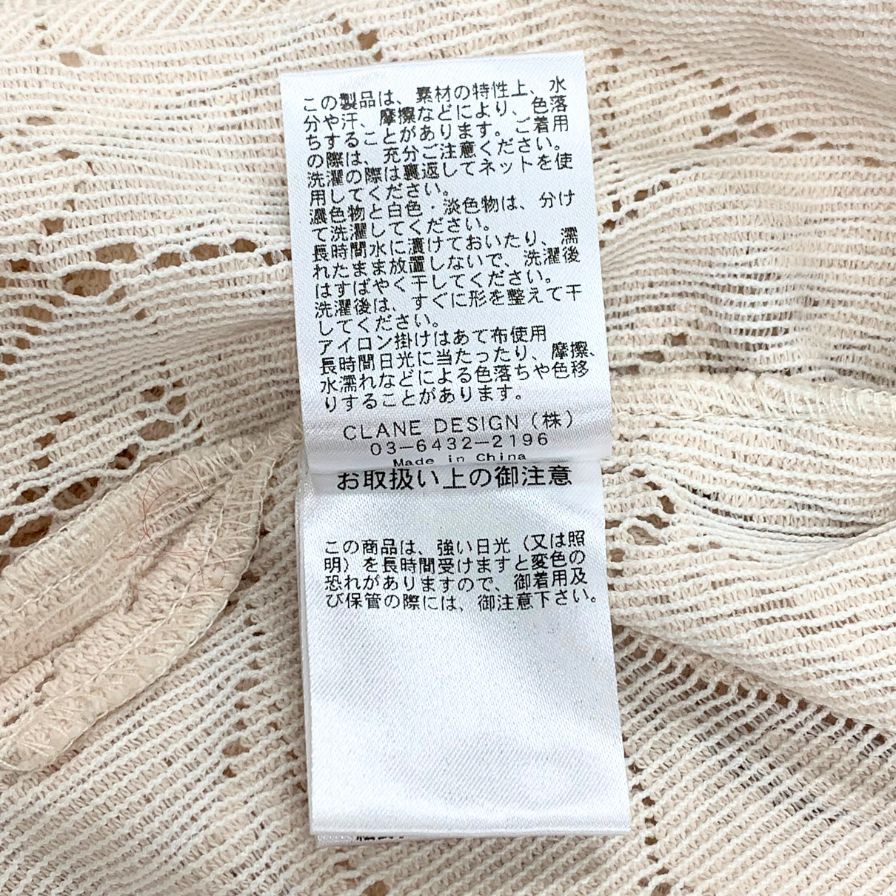 この製品は、素材の特性上、水
分や汗、摩擦などにより、色落
ちすることがあります。ご着用
の際は、充分ご注意ください。
洗濯の際は裏返してネットを使
用してください。
濃色物と白色・淡色物は、分け
て洗濯してください。
長時間水に漬けておいたり、濡
れたまま放置しないで、洗濯後
はすばやく干してください。
洗濯後は、すぐに形を整えて干
してください。
アイロン掛けはあて布使用
長時間日光に当たったり、摩擦、
水濡れなどによる色落ちや色移
りすることがあります。
CLANE DESIGN (株)
03-6432-2196
Made in China
お取扱い上の御注意
この商品は、強い日光（又は照
明）を長時間受けますと変色の
恐れがありますので、御着用及
び保管の際には、御注意下さい。